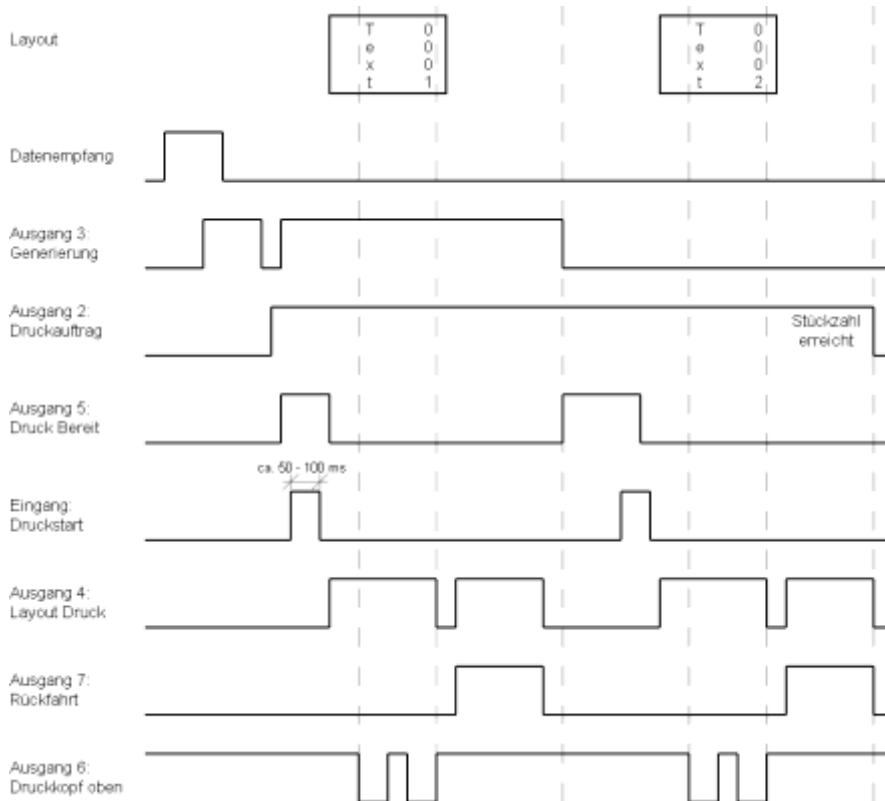 Layout
T 0
e 0
x 0
t 1
T 0
e 0
x 0
t 2
Datenempfang
Ausgang 3:
Generierung
Ausgang 2:
Druckauftrag
Stückzahl
erreicht
Ausgang 5:
Druck Bereit
ca. 50 - 100 ms
Eingang:
Druckstart
Ausgang 4:
Layout Druck
Ausgang 7:
Rückfahrt
Ausgang 6:
Druckkopf oben